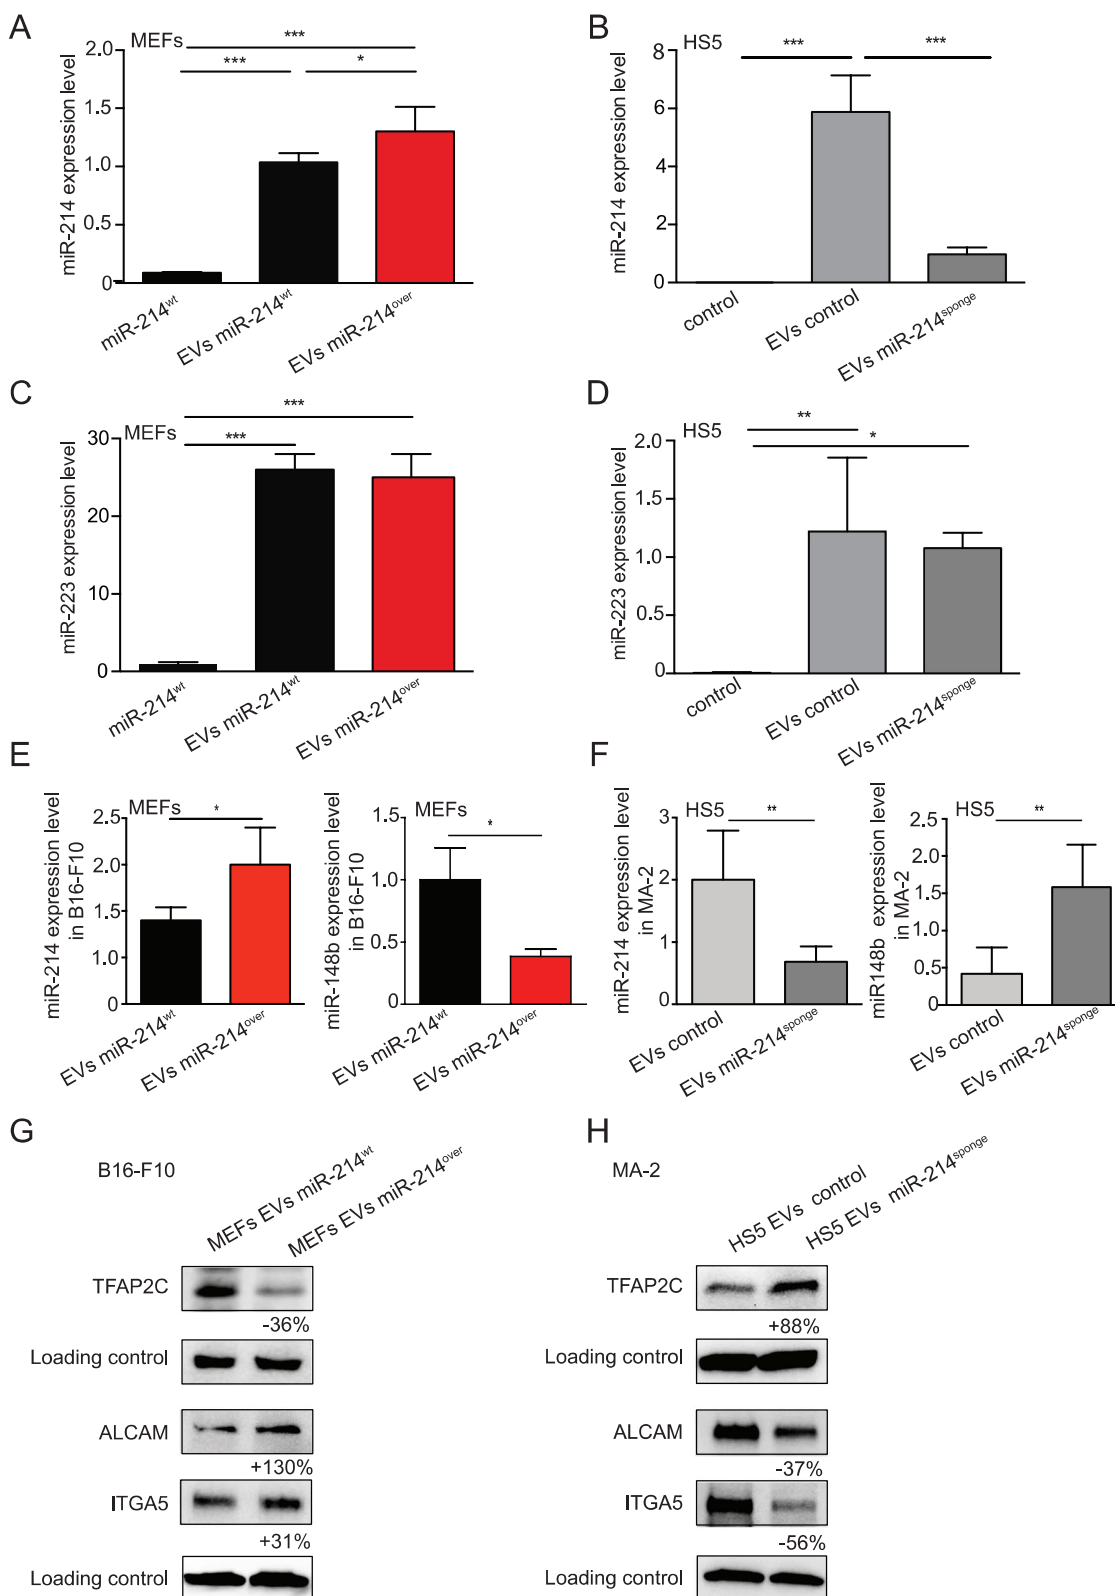 A
MEFs
***
***
*
miR-214 expression level
2.0
1.5
1.0
0.5
0
miR-214wt
EVs miR-214wt
EVs miR-214over
B
HS5
***
***
miR-214 expression level
8
6
4
2
0
control
EVs control
EVs miR-214sponge
C
MEFs
***
***
miR-223 expression level
30
20
10
0
miR-214wt
EVs miR-214wt
EVs miR-214over
D
HS5
**
*
miR-223 expression level
2.0
1.5
1.0
0.5
0
control
EVs control
EVs miR-214sponge
E
MEFs
*
miR-214 expression level
in B16-F10
2.5
2.0
1.5
1.0
0
EVs miR-214wt
EVs miR-214over
MEFs
*
miR-148b expression level
in B16-F10
1.5
1.0
0.5
0
EVs miR-214wt
EVs miR-214over
F
HS5
**
miR-214 expression level
in MA-2
3
2
1
0
EVs control
EVs miR-214sponge
HS5
**
miR148b expression level
in MA-2
2.5
2.0
1.5
1.0
0.5
0
EVs control
EVs miR-214sponge
G
B16-F10
MEFs EVs miR-214wt
MEFs EVs miR-214over
TFAP2C
-36%
Loading control
ALCAM
+130%
ITGA5
+31%
Loading control
H
MA-2
HS5 EVs control
HS5 EVs miR-214sponge
TFAP2C
+88%
Loading control
ALCAM
-37%
ITGA5
-56%
Loading control